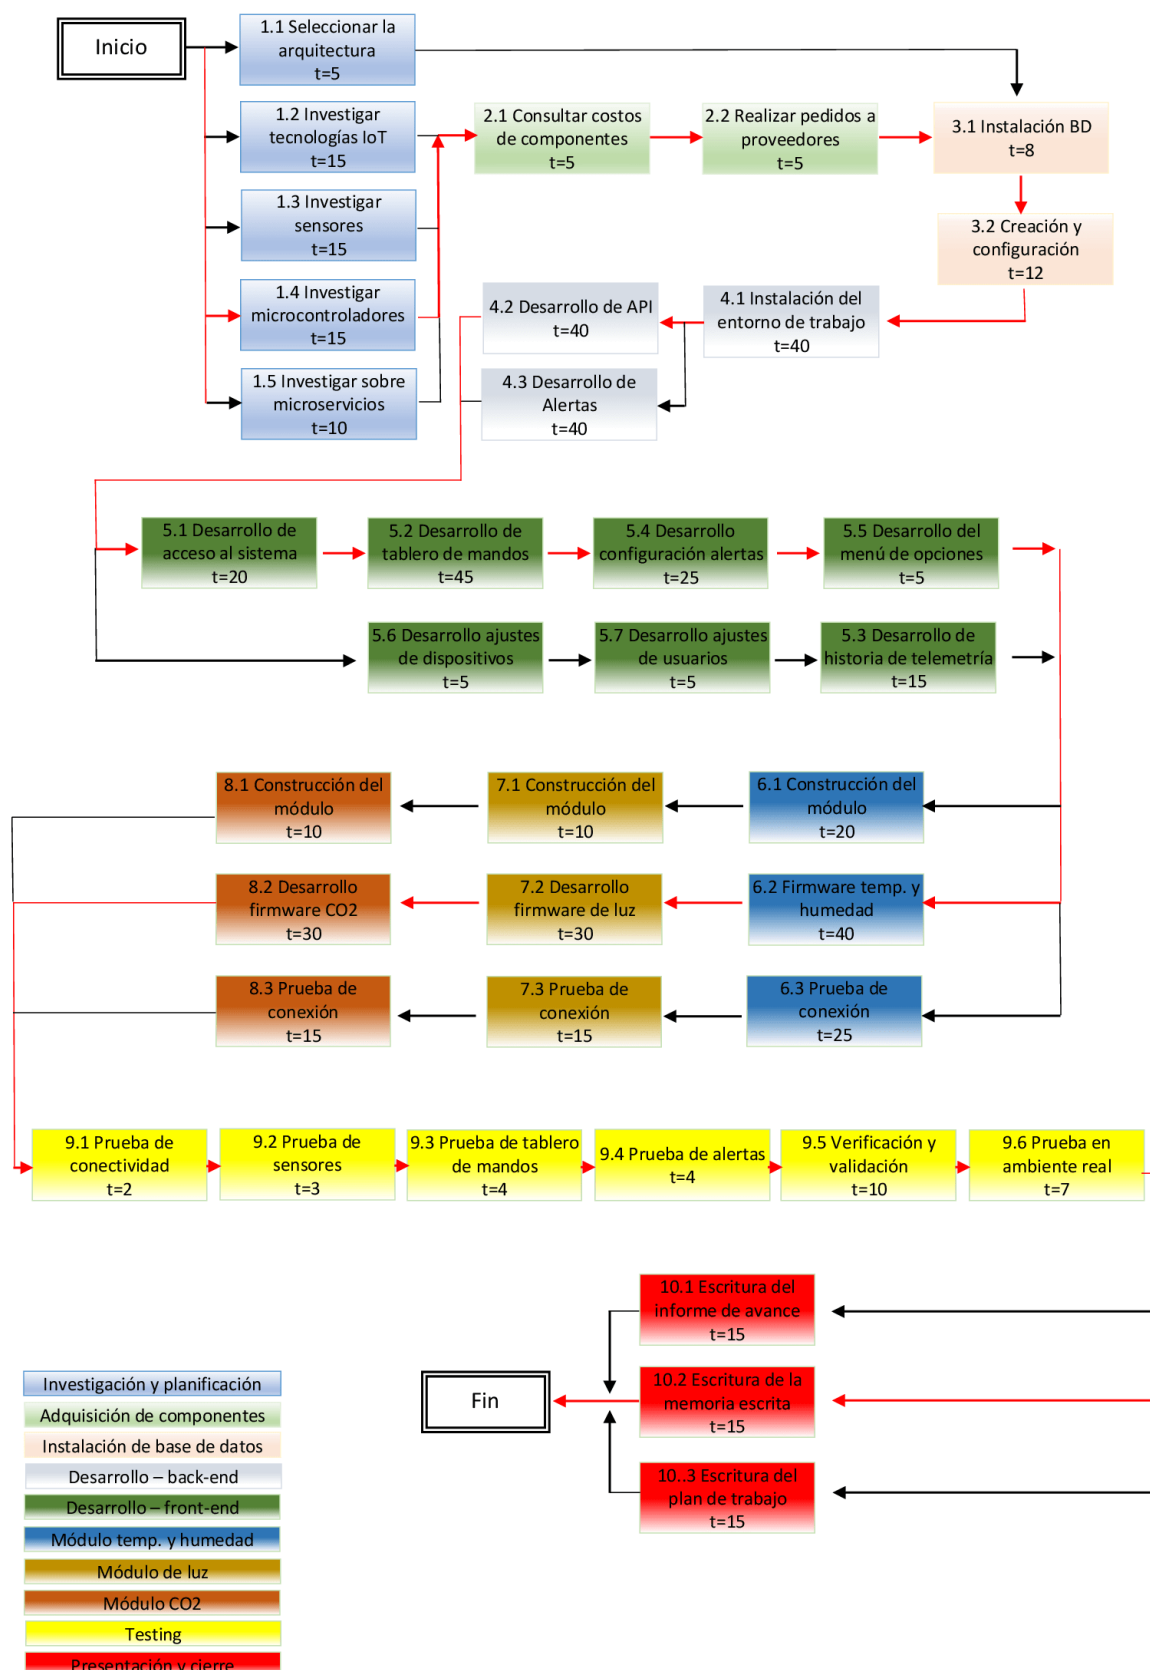 Inicio
1.1 Seleccionar la
arquitectura
t=5
1.2 Investigar
tecnologías IoT
t=15
2.1 Consultar costos
de componentes
t=5
2.2 Realizar pedidos a
proveedores
t=5
3.1 Instalación BD
t=8
1.3 Investigar
sensores
t=15
3.2 Creación y
configuración
t=12
1.4 Investigar
microcontroladores
t=15
4.2 Desarrollo de API
t=40
4.1 Instalación del
entorno de trabajo
t=40
1.5 Investigar sobre
microservicios
t=10
4.3 Desarrollo de
Alertas
t=40
5.1 Desarrollo de
acceso al sistema
t=20
5.2 Desarrollo de
tablero de mandos
t=45
5.4 Desarrollo
configuración alertas
t=25
5.5 Desarrollo del
menú de opciones
t=5
5.6 Desarrollo ajustes
de dispositivos
t=5
5.7 Desarrollo ajustes
de usuarios
t=5
5.3 Desarrollo de
historia de telemetría
t=15
8.1 Construcción del
módulo
t=10
7.1 Construcción del
módulo
t=10
6.1 Construcción del
módulo
t=20
8.2 Desarrollo
firmware CO2
t=30
7.2 Desarrollo
firmware de luz
t=30
6.2 Firmware temp. y
humedad
t=40
8.3 Prueba de
conexión
t=15
7.3 Prueba de
conexión
t=15
6.3 Prueba de
conexión
t=25
9.1 Prueba de
conectividad
t=2
9.2 Prueba de
sensores
t=3
9.3 Prueba de tablero
de mandos
t=4
9.4 Prueba de alertas
t=4
9.5 Verificación y
validación
t=10
9.6 Prueba en
ambiente real
t=7
10.1 Escritura del
informe de avance
t=15
Fin
10.2 Escritura de la
memoria escrita
t=15
10..3 Escritura del
plan de trabajo
t=15
Investigación y planificación
Adquisición de componentes
Instalación de base de datos
Desarrollo – back-end
Desarrollo – front-end
Módulo temp. y humedad
Módulo de luz
Módulo CO2
Testing
Presentación y cierre